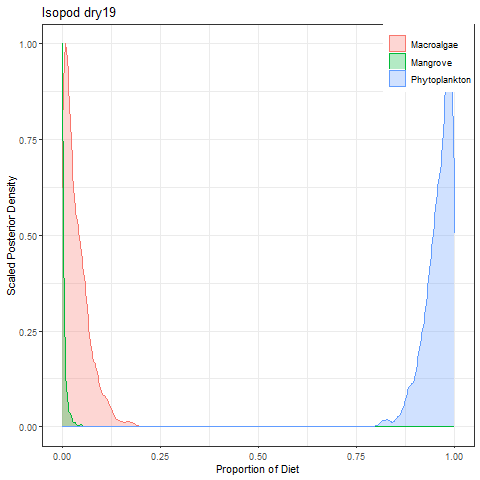 Isopod dry19
Macroalgae
Mangrove
Phytoplankton
1.00
0.75
0.50
0.25
0.00
Scaled Posterior Density
0.00 0.25 0.50 0.75 1.00
Proportion of Diet